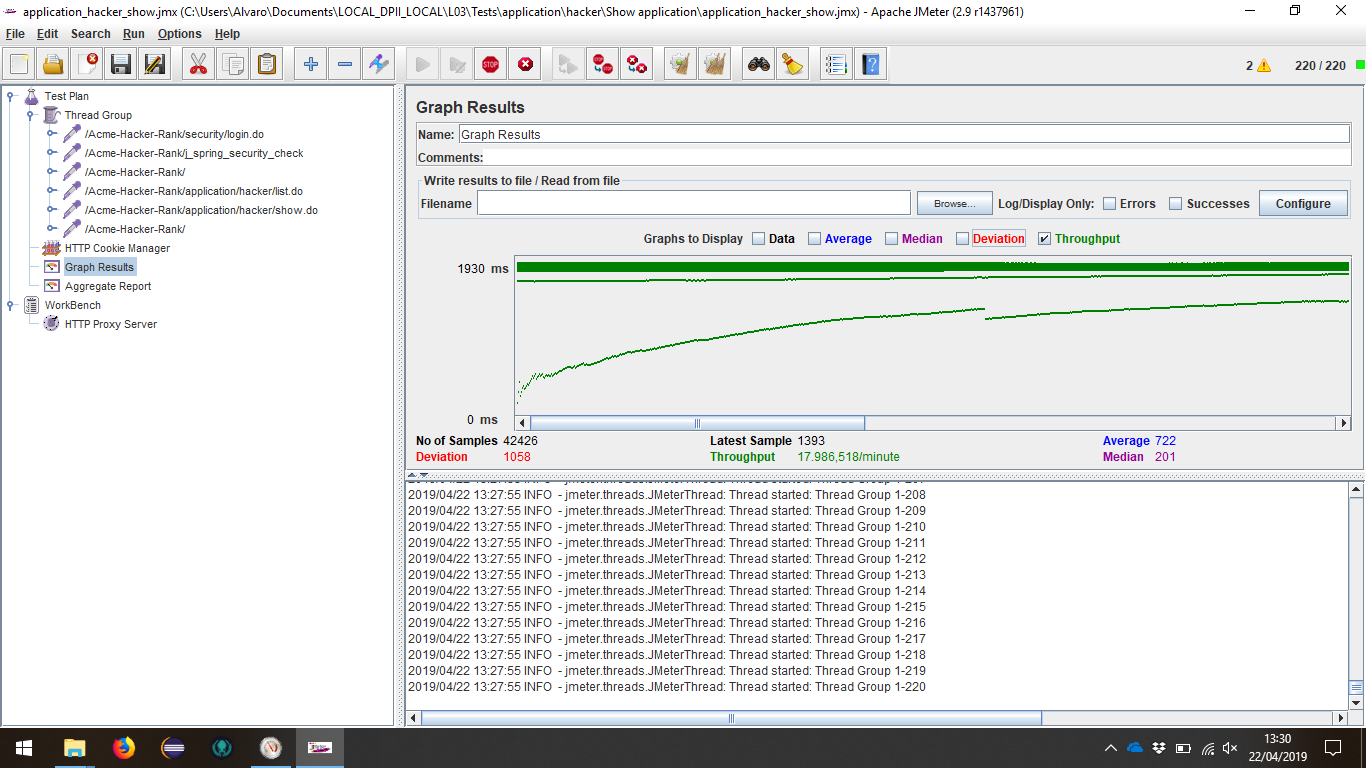 application_hacker_show.jmx (C:\Users\Alvaro\Documents\LOCAL_DPII_LOCAL\L03\Tests\application\hacker\Show application\application_hacker_show.jmx) - Apache JMeter (2.9 r1437961)
File Edit Search Run Options Help
2 220 / 220
Test Plan
Thread Group
/Acme-Hacker-Rank/security/login.do
/Acme-Hacker-Rank/j_spring_security_check
/Acme-Hacker-Rank/
/Acme-Hacker-Rank/application/hacker/list.do
/Acme-Hacker-Rank/application/hacker/show.do
/Acme-Hacker-Rank/
HTTP Cookie Manager
Graph Results
Aggregate Report
WorkBench
HTTP Proxy Server
Graph Results
Name: Graph Results
Comments:
Write results to file / Read from file
Filename Browse... Log/Display Only: Errors Successes Configure
Graphs to Display Data Average Median Deviation Throughput
1930 ms
0 ms
No of Samples 42426 Latest Sample 1393 Average 722
Deviation 1058 Throughput 17.986,518/minute Median 201
2019/04/22 13:27:55 INFO - jmeter.threads.JMeterThread: Thread started: Thread Group 1-208
2019/04/22 13:27:55 INFO - jmeter.threads.JMeterThread: Thread started: Thread Group 1-209
2019/04/22 13:27:55 INFO - jmeter.threads.JMeterThread: Thread started: Thread Group 1-210
2019/04/22 13:27:55 INFO - jmeter.threads.JMeterThread: Thread started: Thread Group 1-211
2019/04/22 13:27:55 INFO - jmeter.threads.JMeterThread: Thread started: Thread Group 1-212
2019/04/22 13:27:55 INFO - jmeter.threads.JMeterThread: Thread started: Thread Group 1-213
2019/04/22 13:27:55 INFO - jmeter.threads.JMeterThread: Thread started: Thread Group 1-214
2019/04/22 13:27:55 INFO - jmeter.threads.JMeterThread: Thread started: Thread Group 1-215
2019/04/22 13:27:55 INFO - jmeter.threads.JMeterThread: Thread started: Thread Group 1-216
2019/04/22 13:27:55 INFO - jmeter.threads.JMeterThread: Thread started: Thread Group 1-217
2019/04/22 13:27:55 INFO - jmeter.threads.JMeterThread: Thread started: Thread Group 1-218
2019/04/22 13:27:55 INFO - jmeter.threads.JMeterThread: Thread started: Thread Group 1-219
2019/04/22 13:27:55 INFO - jmeter.threads.JMeterThread: Thread started: Thread Group 1-220
13:30
22/04/2019